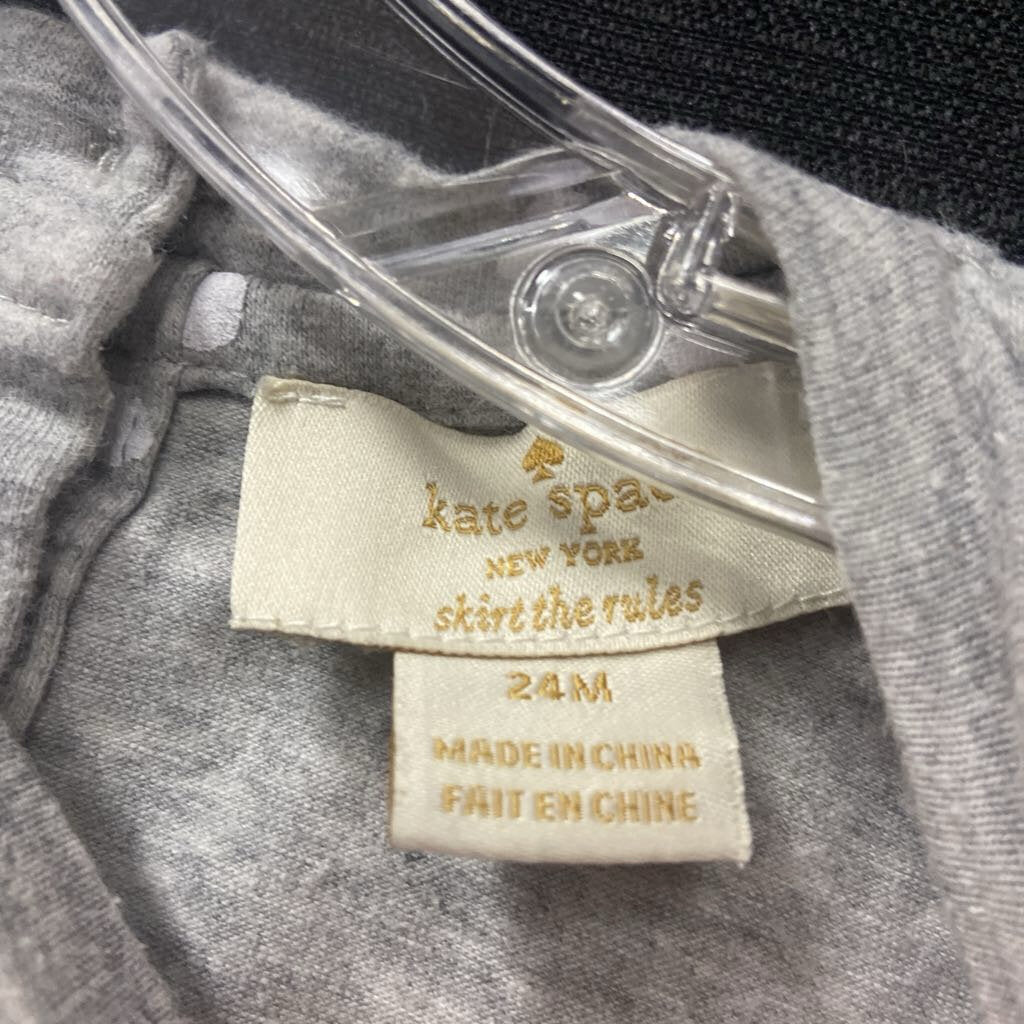 kate spa
NEW YORK
skirt the rules
24M
MADE IN CHINA
FAIT EN CHINE